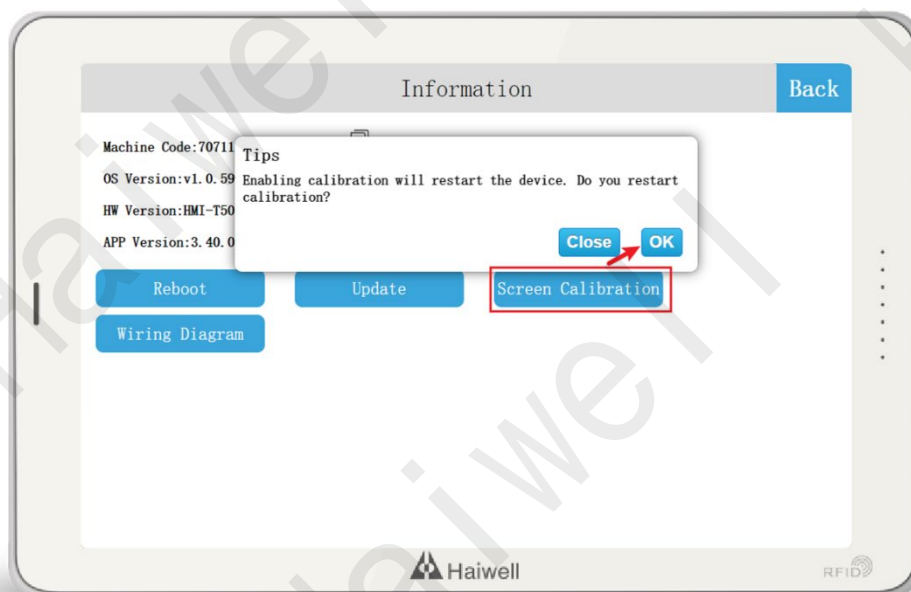 Information
Back
Machine Code:70711
OS Version:v1.0.59
HW Version:HMI-T50
APP Version:3.40.0
Tips
Enabling calibration will restart the device. Do you restart
calibration?
Close
OK
Reboot
Update
Screen Calibration
Wiring Diagram
Haiwell
RFID
Haiwell
Haiwell